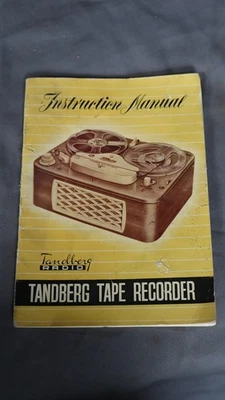 Instruction Manual
Tandberg
RADIO
TANDBERG TAPE RECORDER